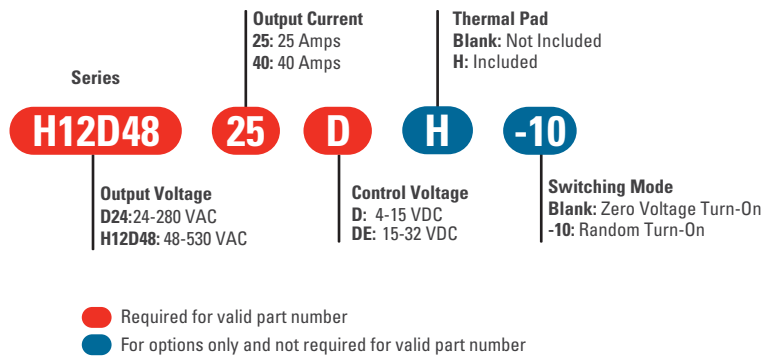 Output Current
25: 25 Amps
40: 40 Amps
Thermal Pad
Blank: Not Included
H: Included
Series
H12D48
25
D
H
-10
Output Voltage
D24:24-280 VAC
H12D48: 48-530 VAC
Control Voltage
D: 4-15 VDC
DE: 15-32 VDC
Switching Mode
Blank: Zero Voltage Turn-On
-10: Random Turn-On
Required for valid part number
For options only and not required for valid part number